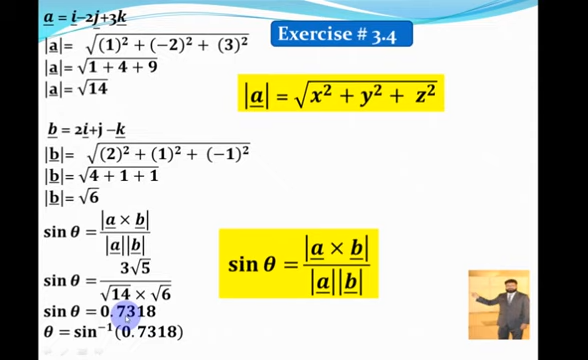 a = i−2j+3k
|a|= √(1)² + (−2)² + (3)²
|a|= √1 + 4 + 9
|a|= √14
b = 2i+j −k
|b|= √(2)² + (1)² + (−1)²
|b|= √4 + 1 + 1
|b|= √6
sin θ = |a × b| / |a||b|
sin θ = 3√5 / √14 × √6
sin θ = 0.7318
θ = sin⁻¹(0.7318)
Exercise # 3.4
|a| = √x² + y² + z²
sin θ = |a × b| / |a||b|